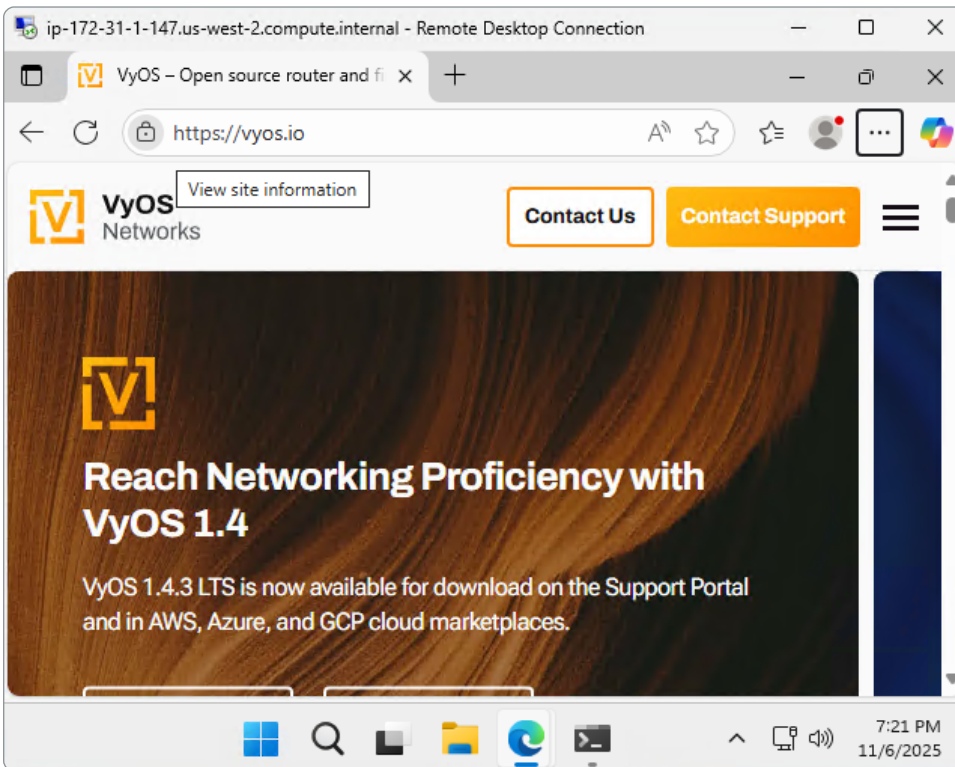 ip-172-31-1-147.us-west-2.compute.internal - Remote Desktop Connection
VyOS – Open source router and fi
https://vyos.io
View site information
VyOS
Networks
Contact Us
Contact Support
Reach Networking Proficiency with
VyOS 1.4
VyOS 1.4.3 LTS is now available for download on the Support Portal
and in AWS, Azure, and GCP cloud marketplaces.
7:21 PM
11/6/2025